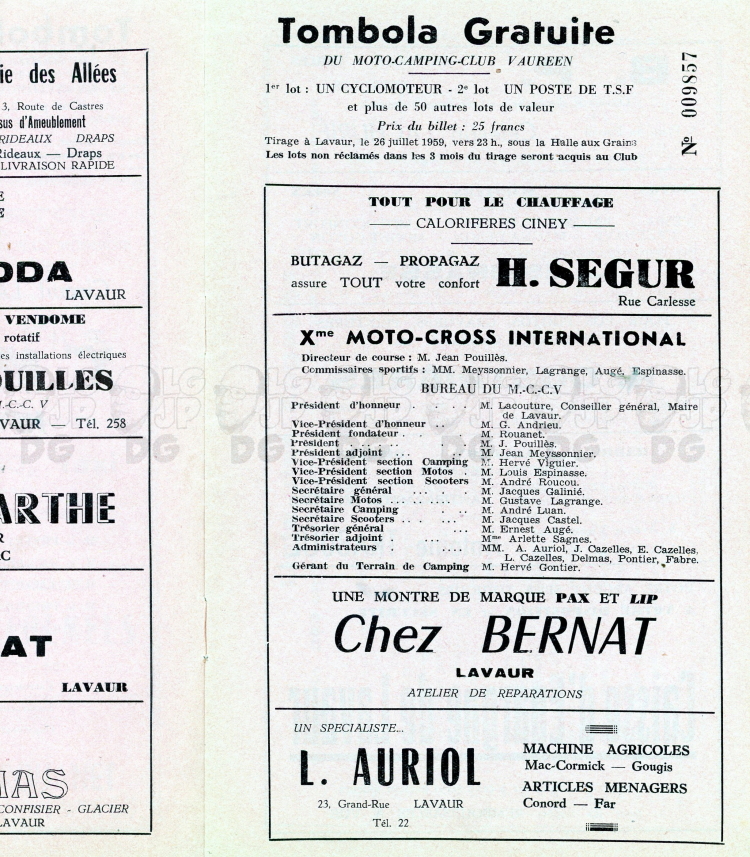 ie des Allées
3, Route de Castres
sus d'Ameublement
RIDEAUX DRAPS
Rideaux — Draps
LIVRAISON RAPIDE
ODDA
LAVAUR
VENDOME
rotatif
es installations électriques
OUILLES
M.-C.-C. V
VAUR — Tél. 258
ARTHE
AT
LAVAUR
MAS
CONFISIER - GLACIER
LAVAUR
Tombola Gratuite
DU MOTO-CAMPING-CLUB VAUREEN
Nº 009857
1er lot : UN CYCLOMOTEUR - 2e lot UN POSTE DE T.S.F
et plus de 50 autres lots de valeur
Prix du billet : 25 francs
Tirage à Lavaur, le 26 juillet 1959, vers 23 h., sous la Halle aux Grains
Les lots non réclamés dans les 3 mois du tirage seront acquis au Club
TOUT POUR LE CHAUFFAGE
CALORIFERES CINEY
BUTAGAZ — PROPAGAZ
assure TOUT votre confort
H. SEGUR
Rue Carlesse
Xme MOTO-CROSS INTERNATIONAL
Directeur de course : M. Jean Pouillès.
Commissaires sportifs : MM. Meyssonnier, Lagrange, Augé, Espinasse.
BUREAU DU M.-C.-C.V
Président d'honneur . . . . . M. Lacouture, Conseiller général, Maire de Lavaur.
Vice-Président d'honneur . . M. G. Andrieu.
Président fondateur . M. Rouanet.
Président . . . . . M. J. Pouillès.
Président adjoint . . . M. Jean Meyssonnier.
Vice-Président section Camping M. Hervé Viguier.
Vice-Président section Motos . M. Louis Espinasse.
Vice-Président section Scooters M. André Roucou.
Secrétaire général . . . . . M. Jacques Galinié.
Secrétaire Motos . . . . . . . . M. Gustave Lagrange.
Secrétaire Camping . . M. André Luan.
Secrétaire Scooters . . . . . . M. Jacques Castel.
Trésorier général M. Ernest Augé.
Trésorier adjoint . . . . . Mme Arlette Sagnes.
Administrateurs . . . . . MM. A. Auriol, J. Cazelles, E. Cazelles,
L. Cazelles, Delmas, Pontier, Fabre.
Gérant du Terrain de Camping M. Hervé Gontier.
UNE MONTRE DE MARQUE PAX ET LIP
Chez BERNAT
LAVAUR
ATELIER DE REPARATIONS
UN SPECIALISTE...
L. AURIOL
23, Grand-Rue LAVAUR
Tél. 22
MACHINE AGRICOLES
Mac-Cormick — Gougis
ARTICLES MENAGERS
Conord — Far
LG JP DG